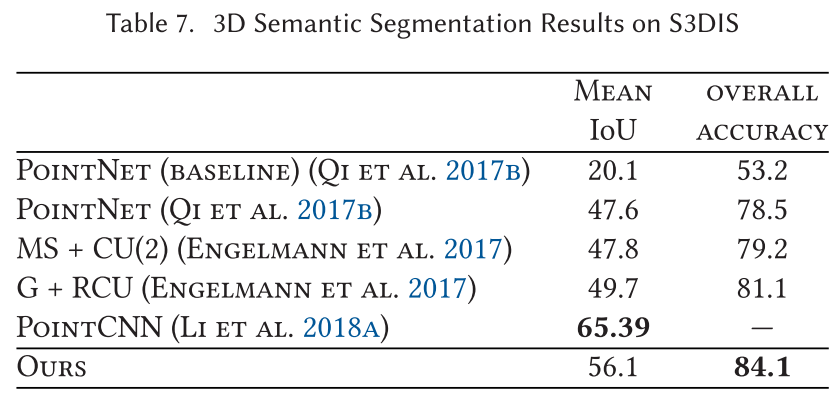 Table 7. 3D Semantic Segmentation Results on S3DIS
Mean overall
IoU accuracy
PointNet (baseline) (Qi et al. 2017b) 20.1 53.2
PointNet (Qi et al. 2017b) 47.6 78.5
MS + CU(2) (Engelmann et al. 2017) 47.8 79.2
G + RCU (Engelmann et al. 2017) 49.7 81.1
PointCNN (Li et al. 2018a) 65.39 —
Ours 56.1 84.1